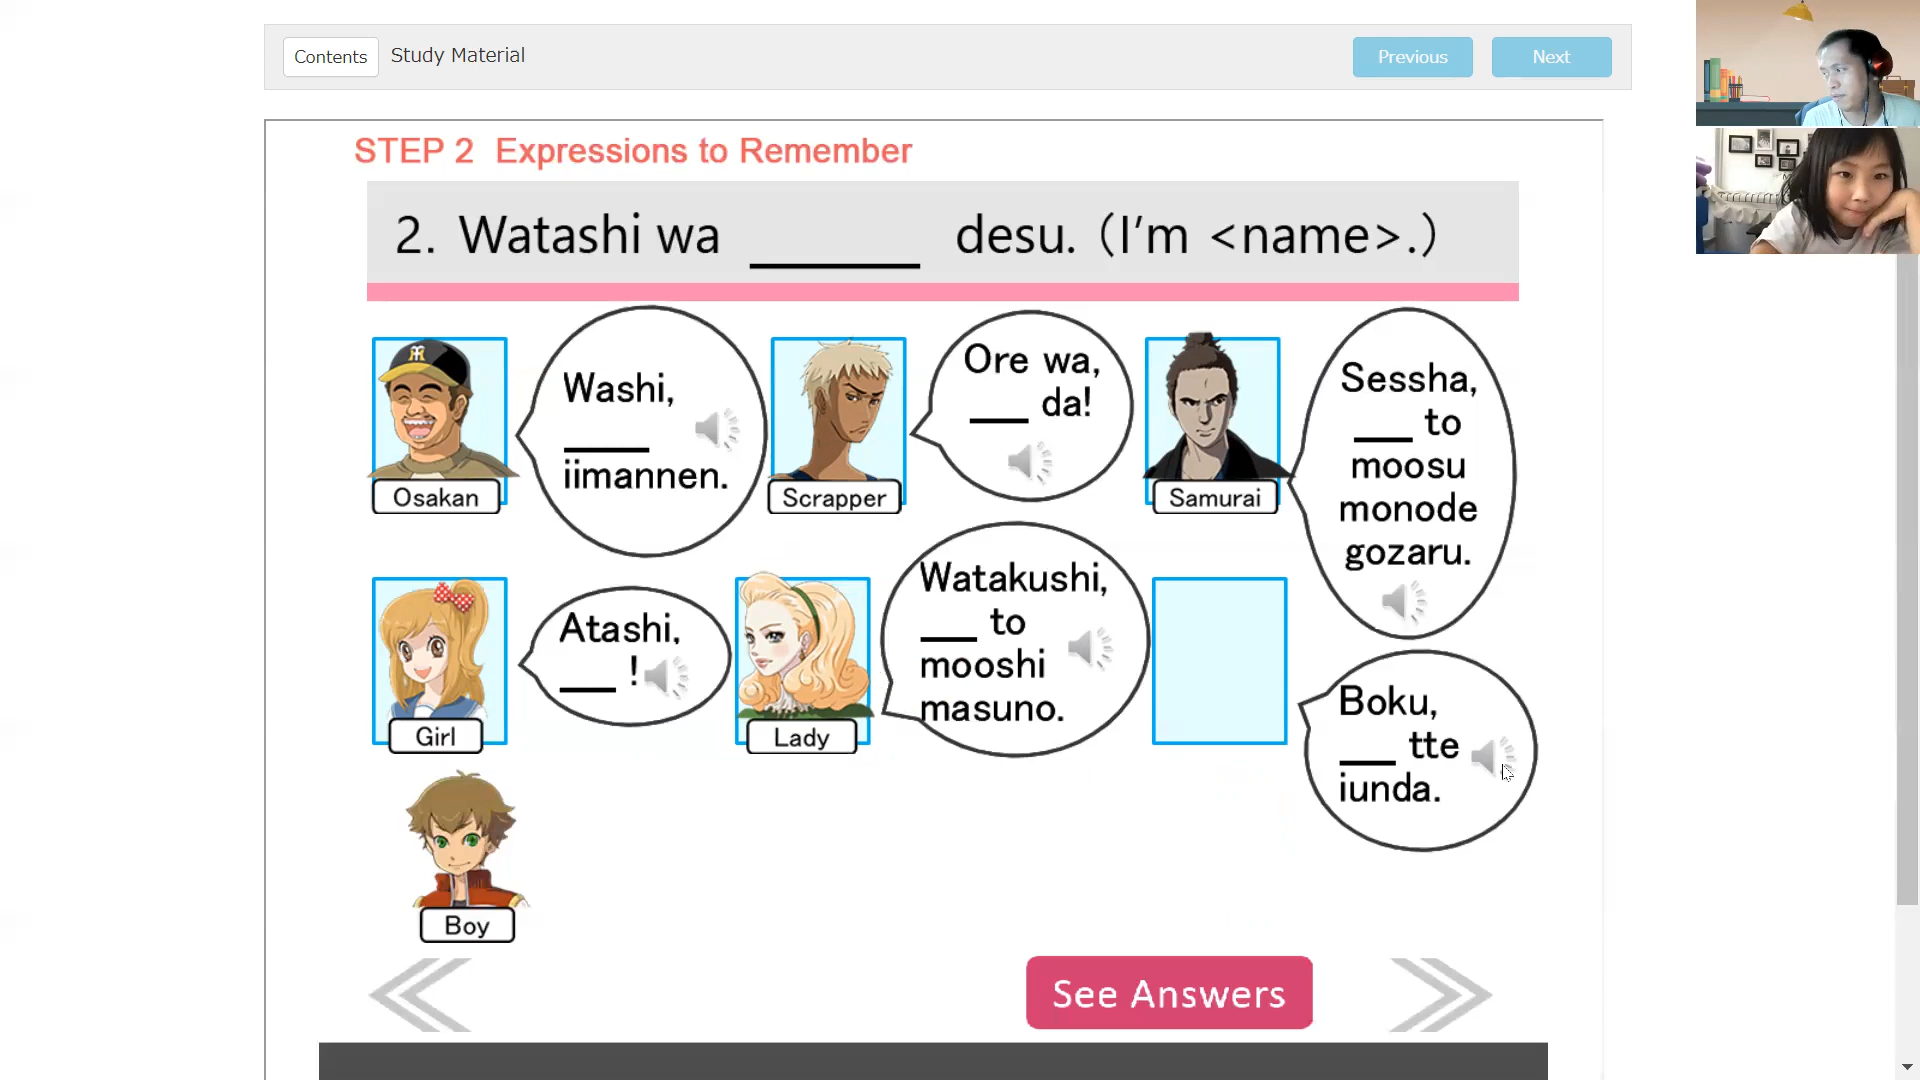 Contents Study Material Previous Next
STEP 2 Expressions to Remember
2. Watashi wa ______ desu. (I'm <name>.)
Washi,
____
iimannen.
Osakan
Ore wa,
___ da!
Scrapper
Sessha,
___ to
moosu
monode
gozaru.
Samurai
Atashi,
___ !
Girl
Watakushi,
___ to
mooshi
masuno.
Lady
Boku,
___ tte
iunda.
Boy
See Answers